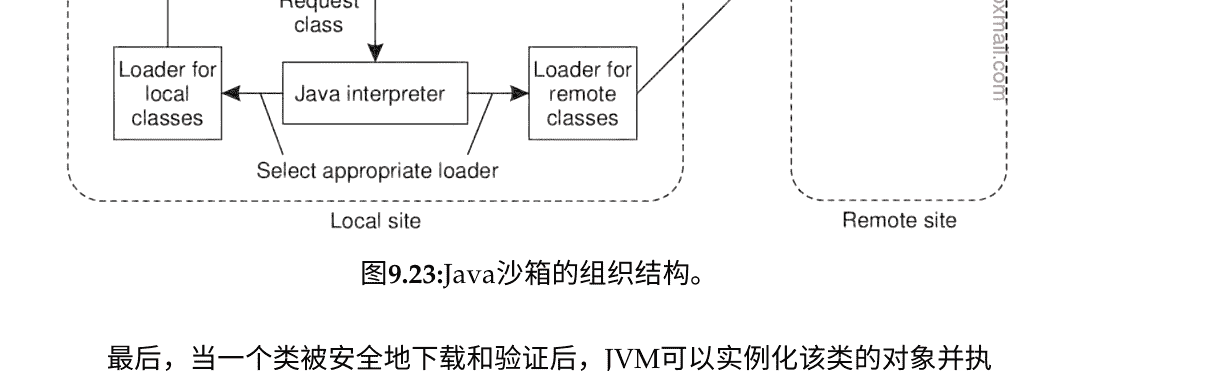 Request
class
Loader for
local
classes
Java interpreter
Loader for
remote
classes
Select appropriate loader
Local site
Remote site
oxmail.com
图9.23:Java沙箱的组织结构。
最后，当一个类被安全地下载和验证后，JVM可以实例化该类的对象并执